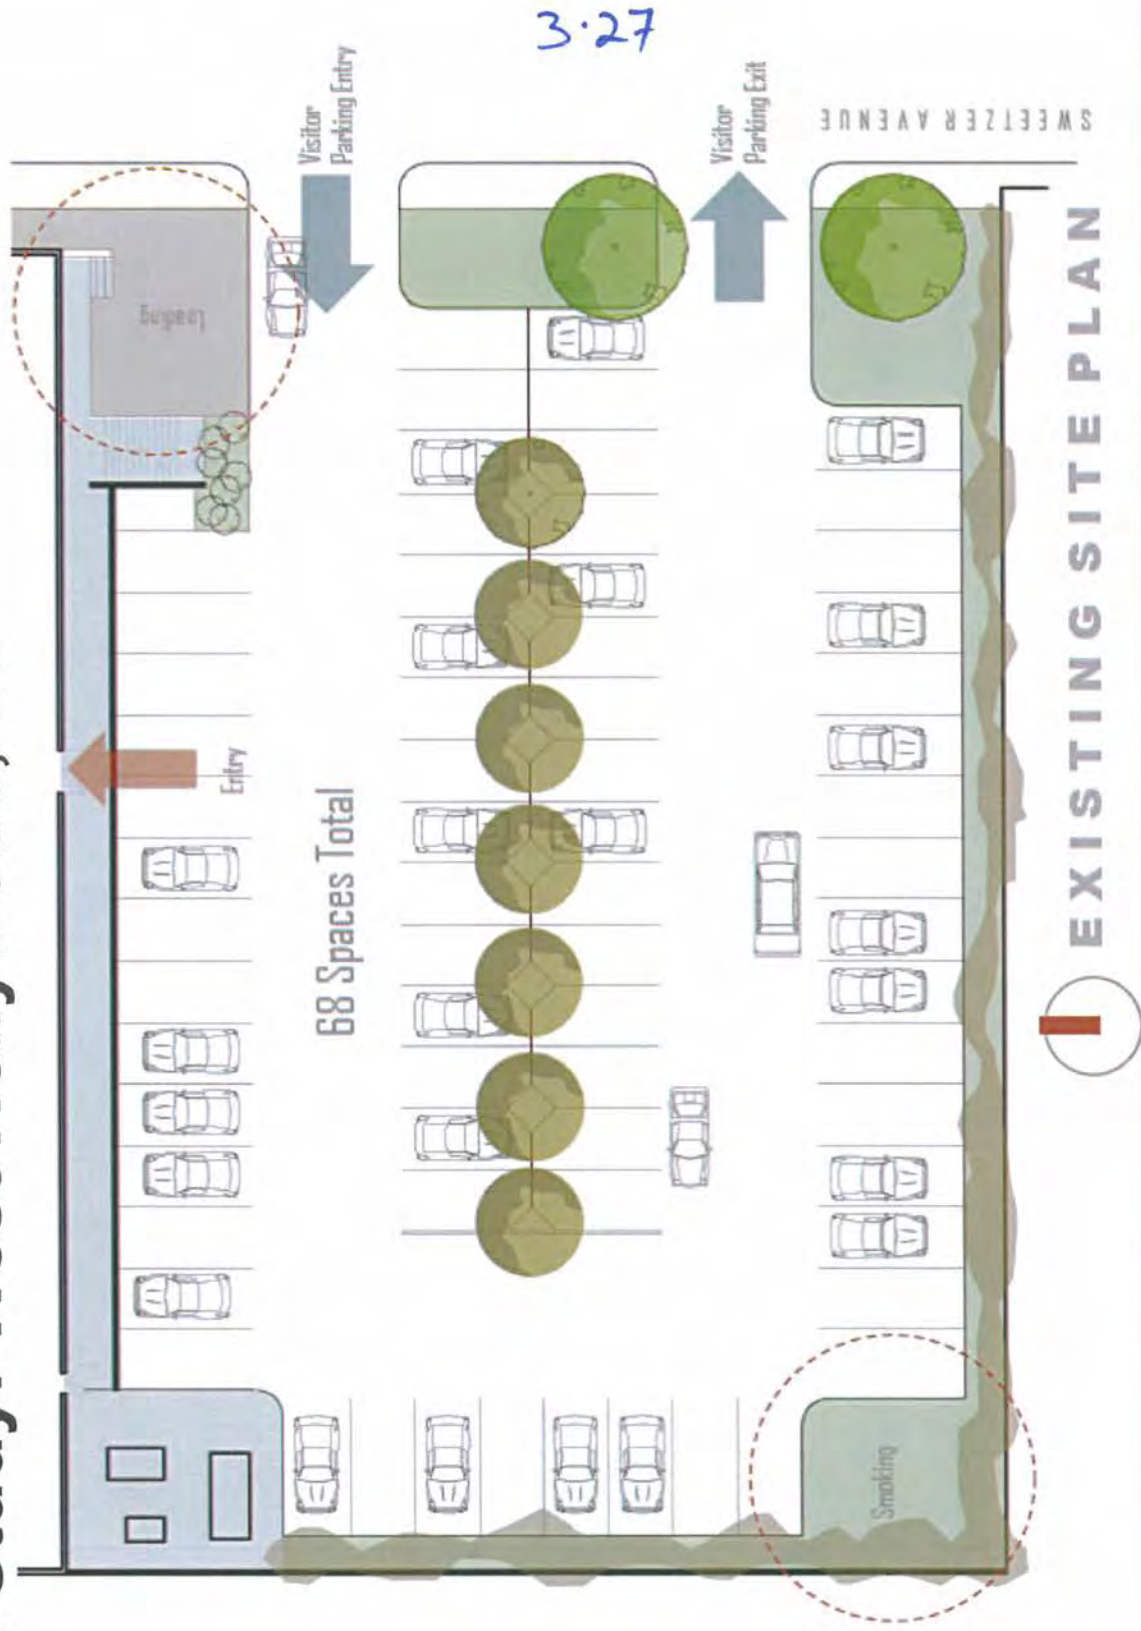 3.27
Visitor
Parking Entry
Visitor
Parking Exit
SWEETZER AVENUE
Loading
Entry
68 Spaces Total
Smoking
EXISTING SITE PLAN